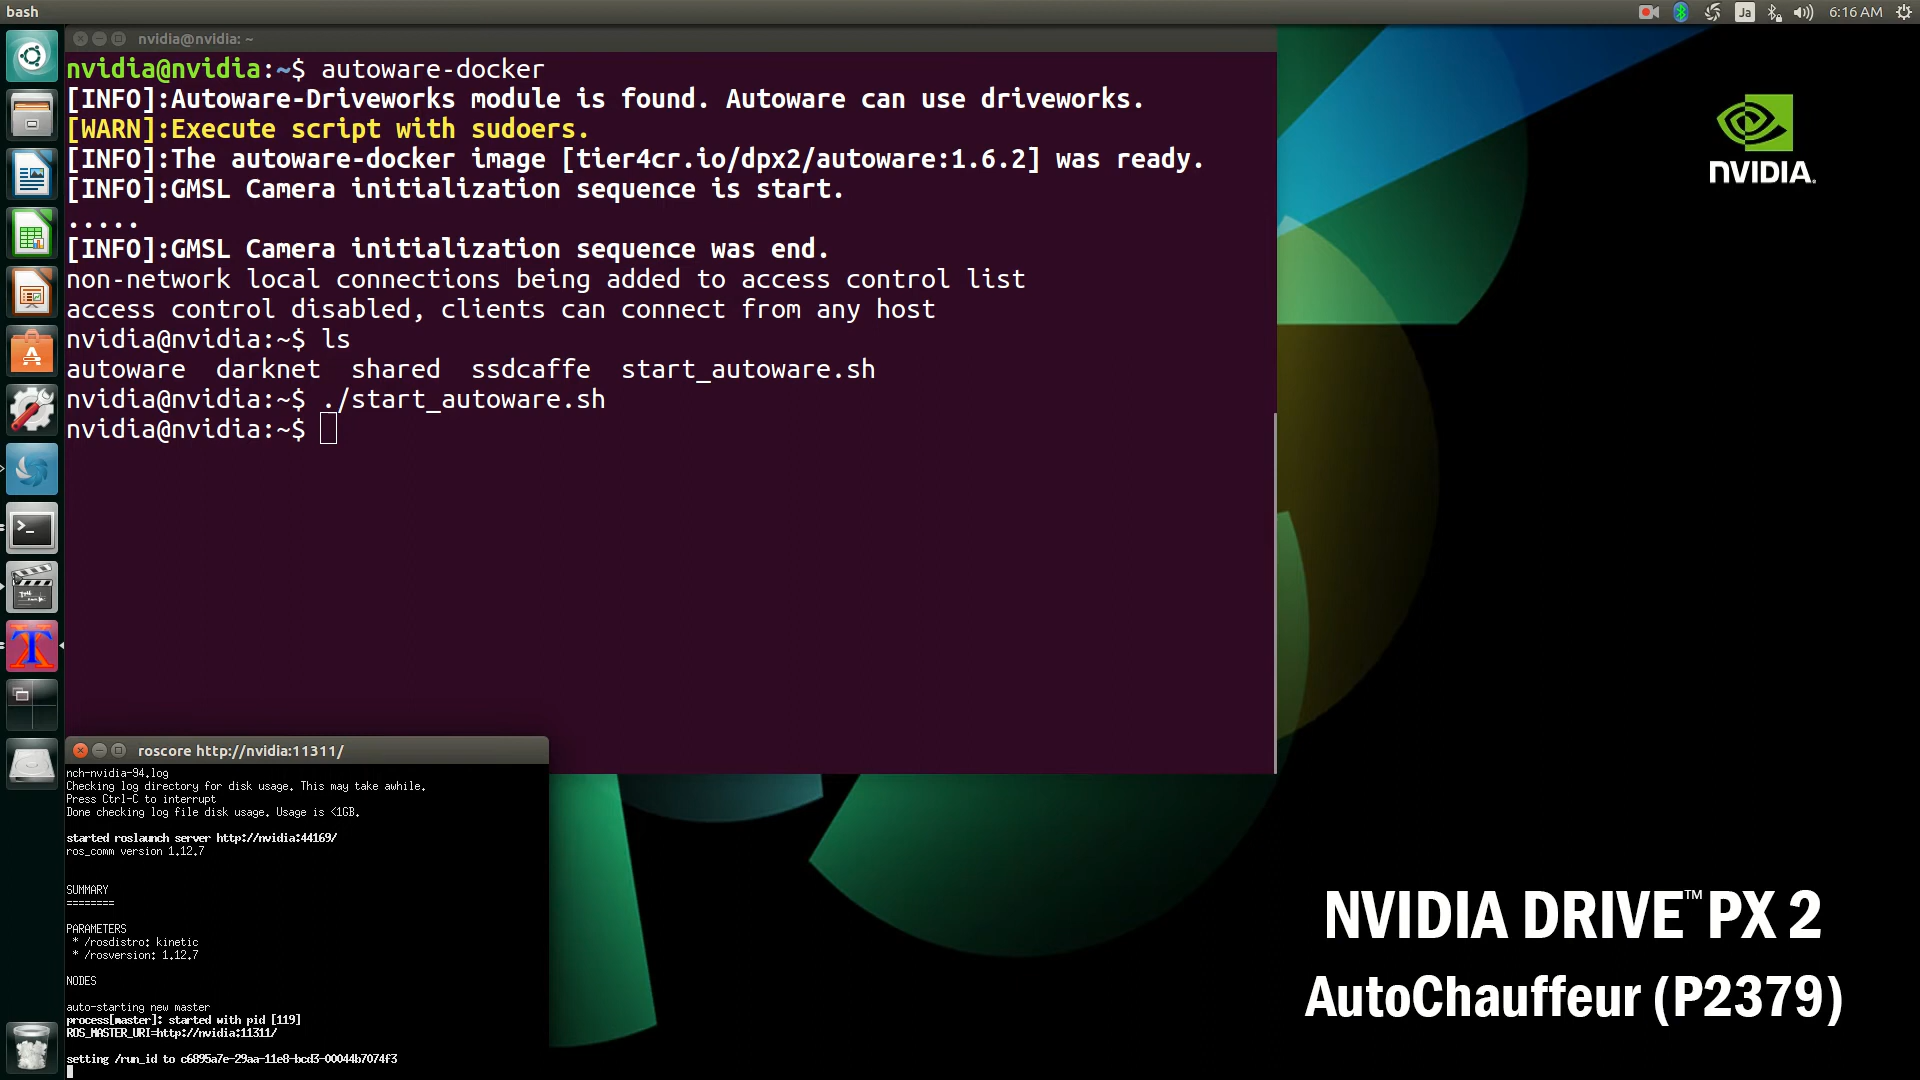 bash
Ja
6:16 AM
nvidia@nvidia: ~
nvidia@nvidia:~$ autoware-docker
[INFO]:Autoware-Driveworks module is found. Autoware can use driveworks.
[WARN]:Execute script with sudoers.
[INFO]:The autoware-docker image [tier4cr.io/dpx2/autoware:1.6.2] was ready.
[INFO]:GMSL Camera initialization sequence is start.
.....
[INFO]:GMSL Camera initialization sequence was end.
non-network local connections being added to access control list
access control disabled, clients can connect from any host
nvidia@nvidia:~$ ls
autoware  darknet  shared  ssdcaffe  start_autoware.sh
nvidia@nvidia:~$ ./start_autoware.sh
nvidia@nvidia:~$
NVIDIA.
roscore http://nvidia:11311/
nch-nvidia-94.log
Checking log directory for disk usage. This may take awhile.
Press Ctrl-C to interrupt
Done checking log file disk usage. Usage is <1GB.
started roslaunch server http://nvidia:44169/
ros_comm version 1.12.7
SUMMARY
========
PARAMETERS
* /rosdistro: kinetic
* /rosversion: 1.12.7
NODES
auto-starting new master
process[master]: started with pid [119]
ROS_MASTER_URI=http://nvidia:11311/
setting /run_id to c6895a7e-29aa-11e8-bcd3-00044b7074f3
NVIDIA DRIVE™ PX 2
AutoChauffeur (P2379)